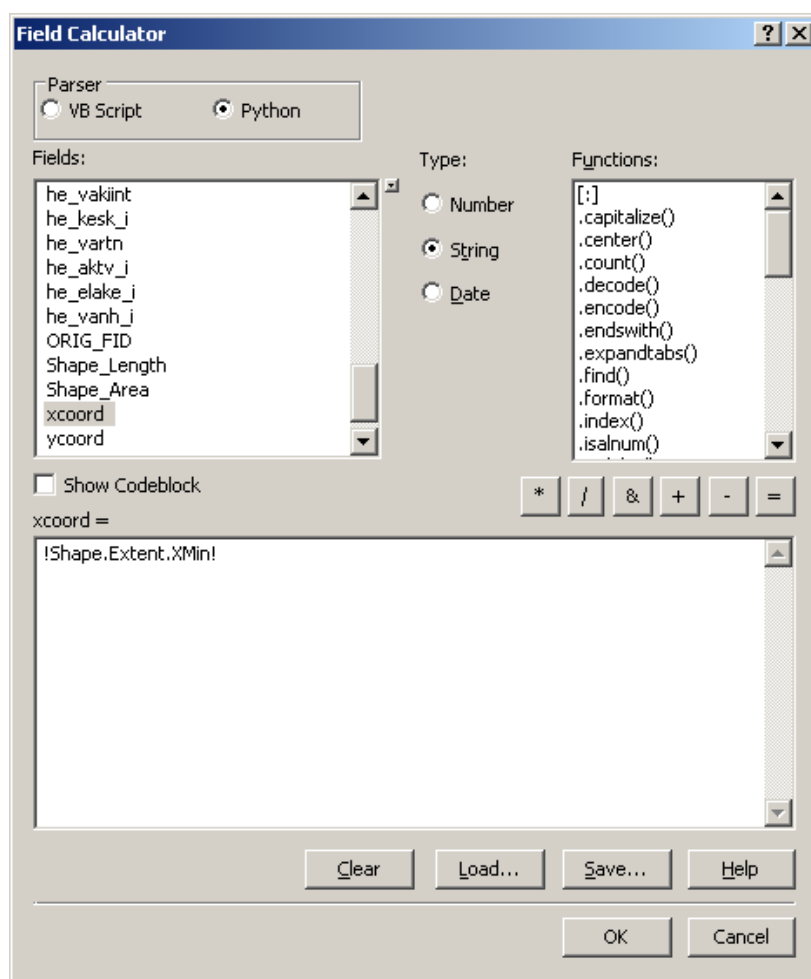 Field Calculator
Parser
VB Script
Python
Fields:
Type:
Functions:
he_vakiint
he_kesk_i
he_vartn
he_aktv_i
he_elake_i
he_vanh_i
ORIG_FID
Shape_Length
Shape_Area
xcoord
ycoord
Number
String
Date
[:]
.capitalize()
.center()
.count()
.decode()
.encode()
.endswith()
.expandtabs()
.find()
.format()
.index()
.isalnum()
Show Codeblock
* / & + - =
xcoord =
!Shape.Extent.XMin!
Clear
Load...
Save...
Help
OK
Cancel